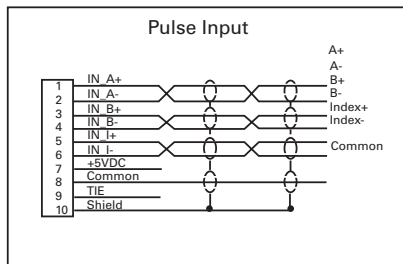 Pulse Input
A+
A-
B+
B-
Index+
Index-
Common
1 IN_A+
2 IN_A-
3 IN_B+
4 IN_B-
5 IN_I+
6 IN_I-
7 +5VDC
8 Common
9 TIE
10 Shield